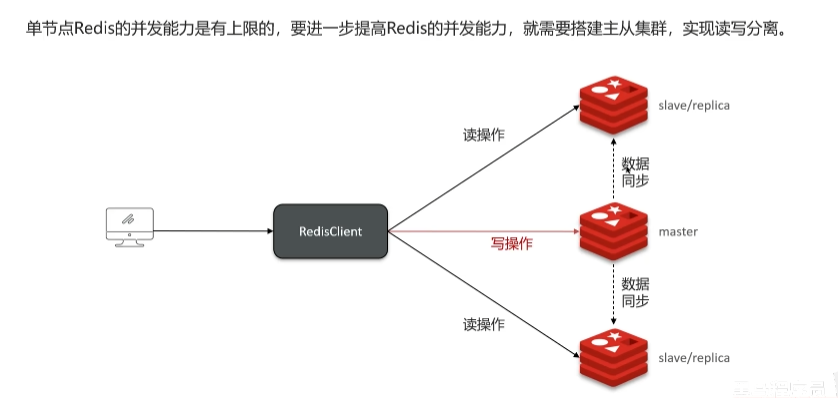 单节点Redis的并发能力是有上限的，要进一步提高Redis的并发能力，就需要搭建主从集群，实现读写分离。
slave/replica
读操作
数据
同步
RedisClient
写操作
master
数据
同步
读操作
slave/replica